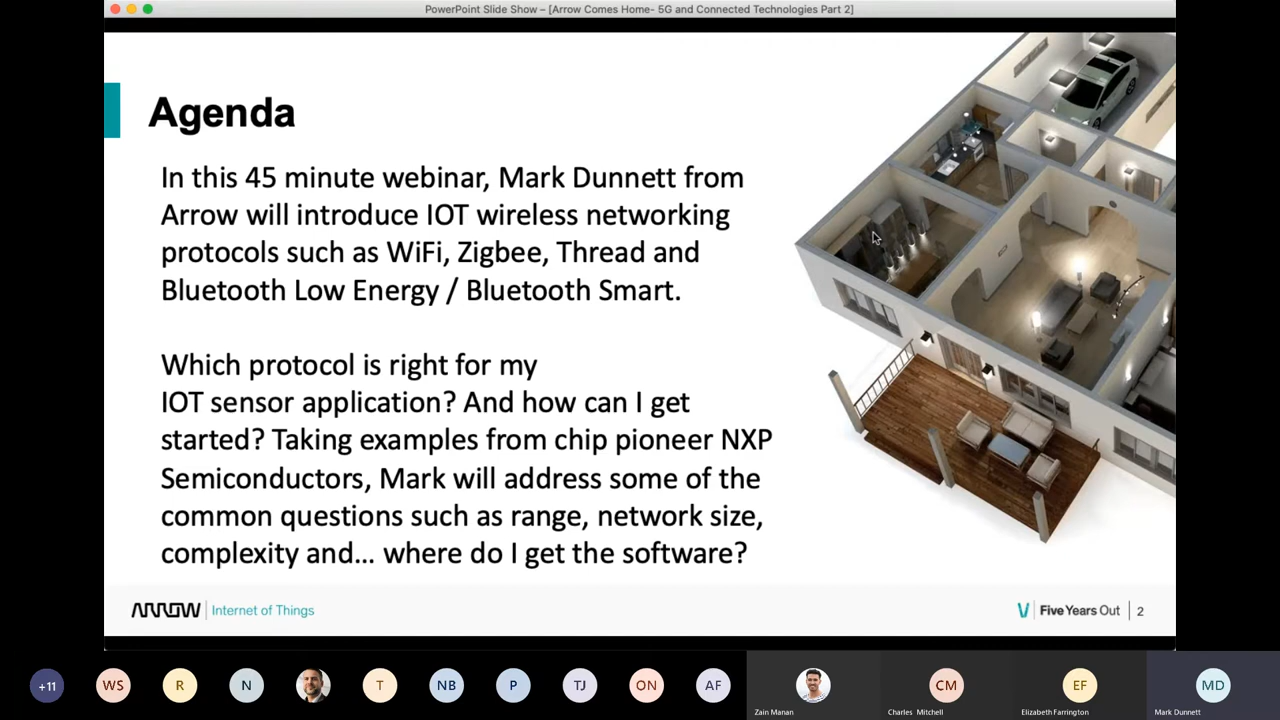 PowerPoint Slide Show – [Arrow Comes Home- 5G and Connected Technologies Part 2]
Agenda
In this 45 minute webinar, Mark Dunnett from
Arrow will introduce IOT wireless networking
protocols such as WiFi, Zigbee, Thread and
Bluetooth Low Energy / Bluetooth Smart.
Which protocol is right for my
IOT sensor application? And how can I get
started? Taking examples from chip pioneer NXP
Semiconductors, Mark will address some of the
common questions such as range, network size,
complexity and... where do I get the software?
ARROW Internet of Things
Five Years Out 2
+11 WS R N T NB P TJ ON AF CM EF MD
Zain Manan Charles Mitchell Elizabeth Farrington Mark Dunnett